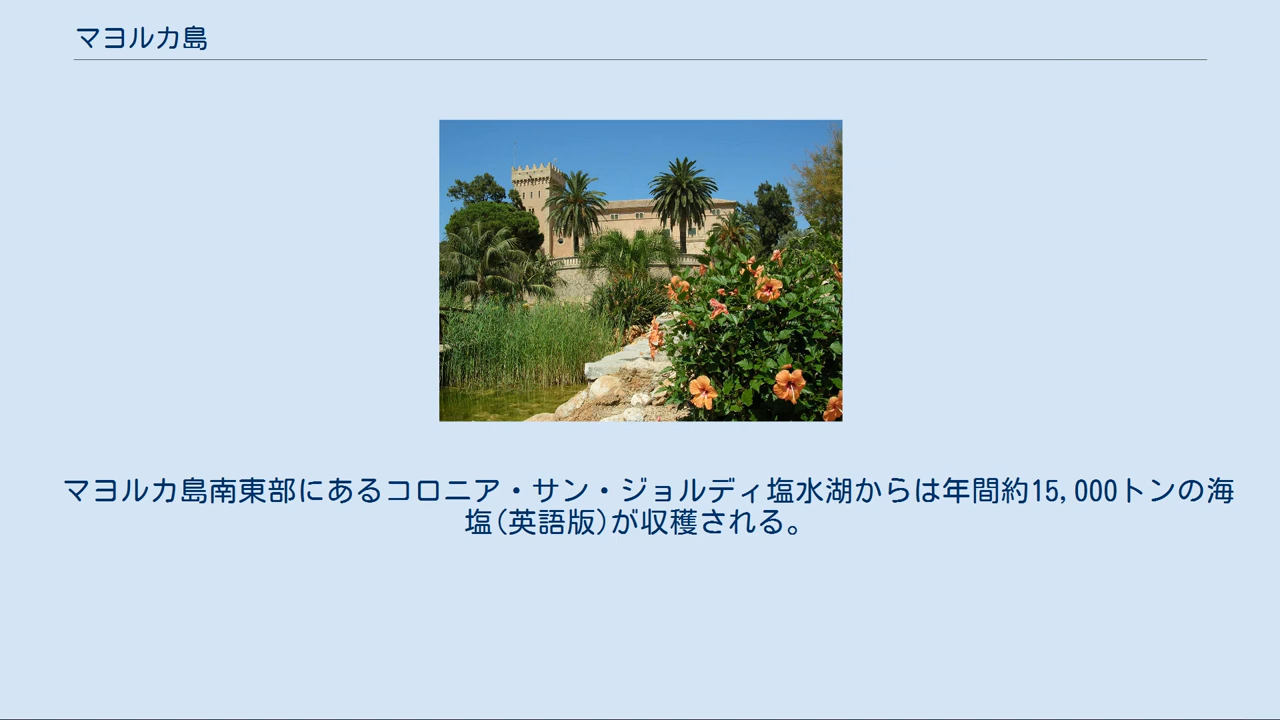 マヨルカ島
マヨルカ島南東部にあるコロニア・サン・ジョルディ塩水湖からは年間約15,000トンの海
塩(英語版)が収穫される。